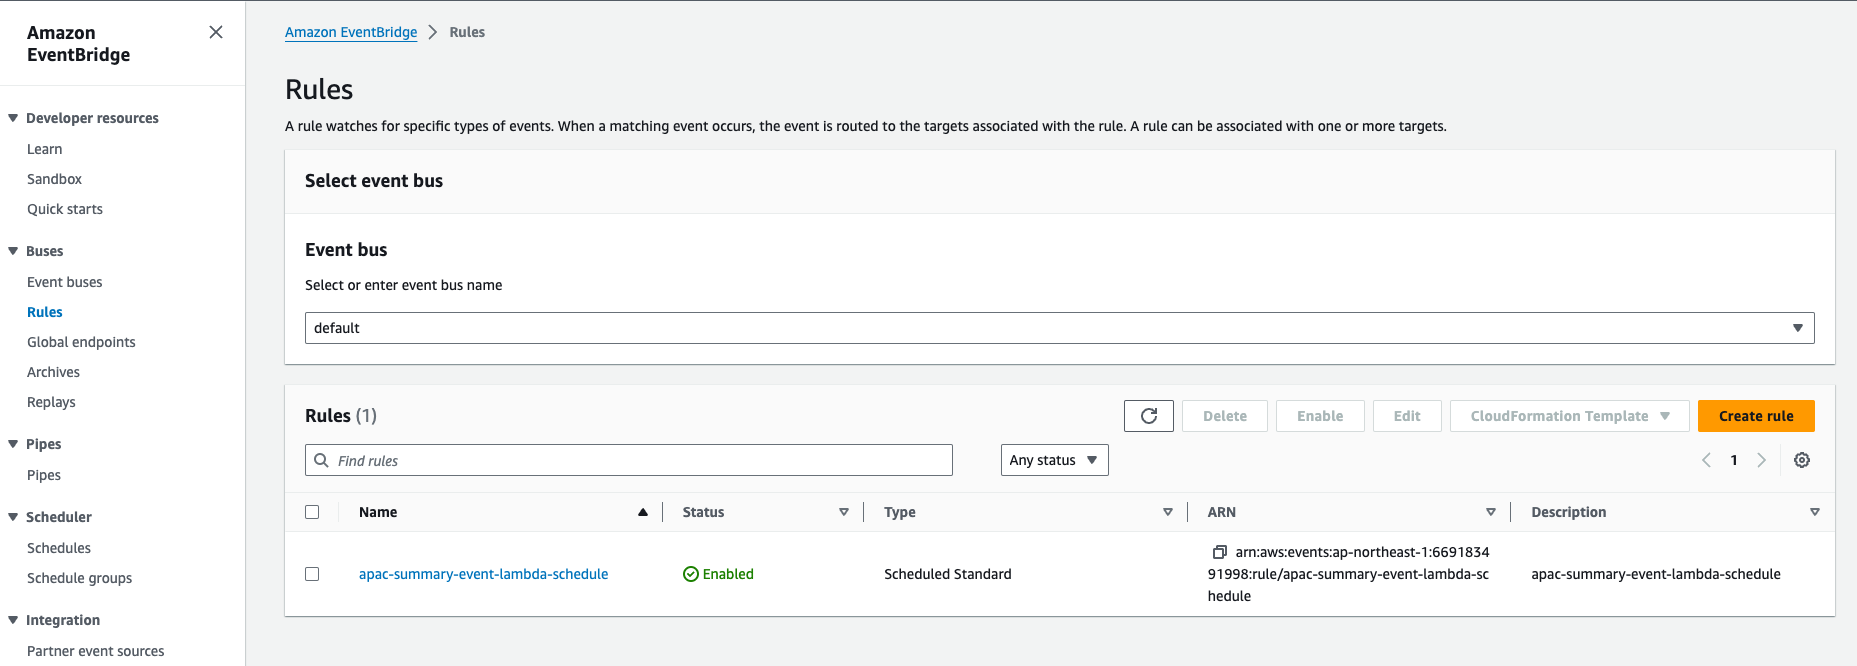 Amazon
EventBridge
Developer resources
Learn
Sandbox
Quick starts
Buses
Event buses
Rules
Global endpoints
Archives
Replays
Pipes
Pipes
Scheduler
Schedules
Schedule groups
Integration
Partner event sources
Amazon EventBridge > Rules
Rules
A rule watches for specific types of events. When a matching event occurs, the event is routed to the targets associated with the rule. A rule can be associated with one or more targets.
Select event bus
Event bus
Select or enter event bus name
default
Rules (1)
Delete
Enable
Edit
CloudFormation Template
Create rule
Find rules
Any status
1
Name
Status
Type
ARN
Description
apac-summary-event-lambda-schedule
Enabled
Scheduled Standard
arn:aws:events:ap-northeast-1:6691834
91998:rule/apac-summary-event-lambda-sc
hedule
apac-summary-event-lambda-schedule